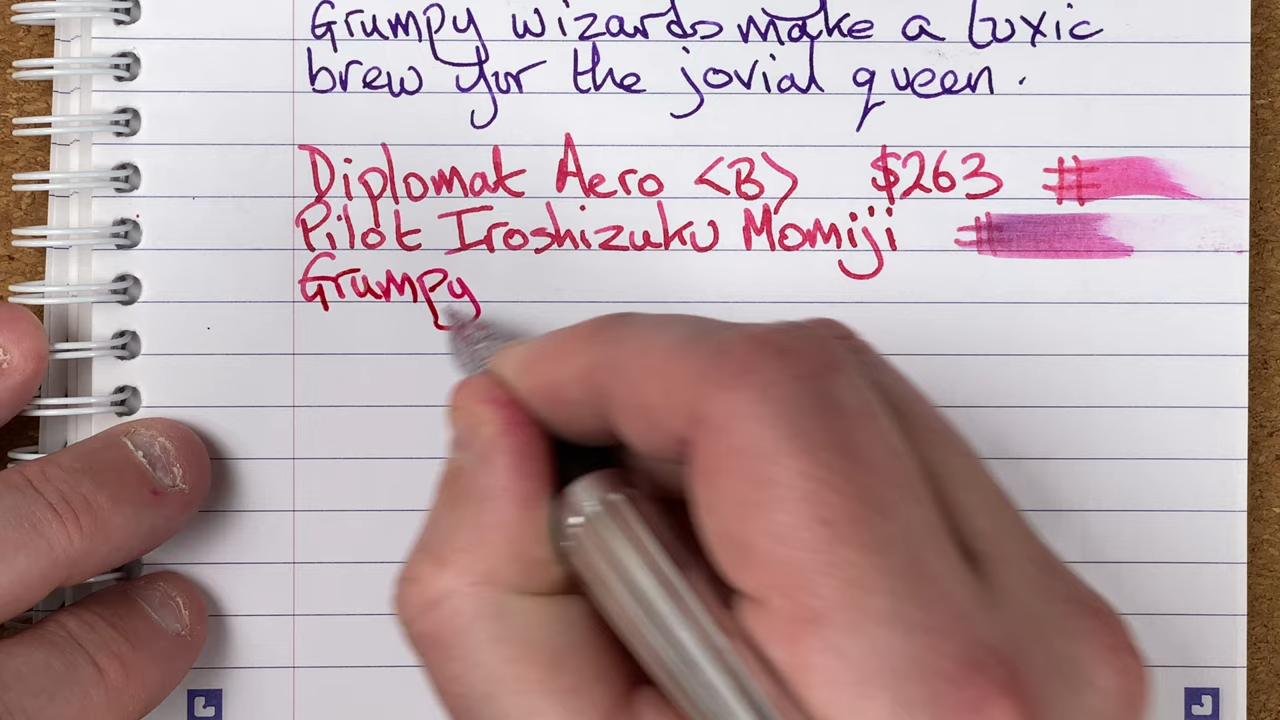 Grumpy wizards make a toxic
brew for the jovial queen.
Diplomat Aero <B> $263
Pilot Iroshizuku Momiji
Grumpy